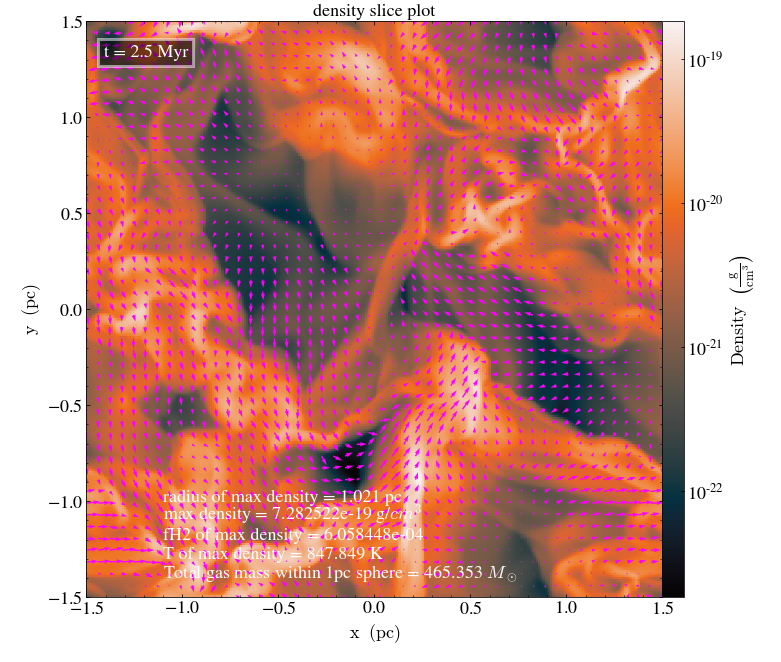 density slice plot
t = 2.5 Myr
1.5
1.0
0.5
0.0
−0.5
−1.0
−1.5
y (pc)
radius of max density = 1.021 pc
max density = 7.282522e-19 g/cm³
fH2 of max density = 6.058448e-04
T of max density = 847.849 K
Total gas mass within 1pc sphere = 465.353 M⊙
−1.5 −1.0 −0.5 0.0 0.5 1.0 1.5
x (pc)
10⁻¹⁹
10⁻²⁰
10⁻²¹
10⁻²²
Density (g/cm³)